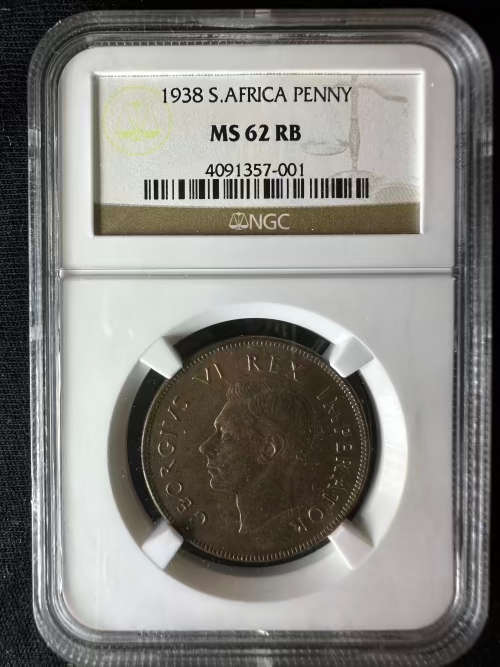 1938 S.AFRICA PENNY
MS 62 RB
4091357-001
NGC
GEORGIVS VI REX IMPERATOR